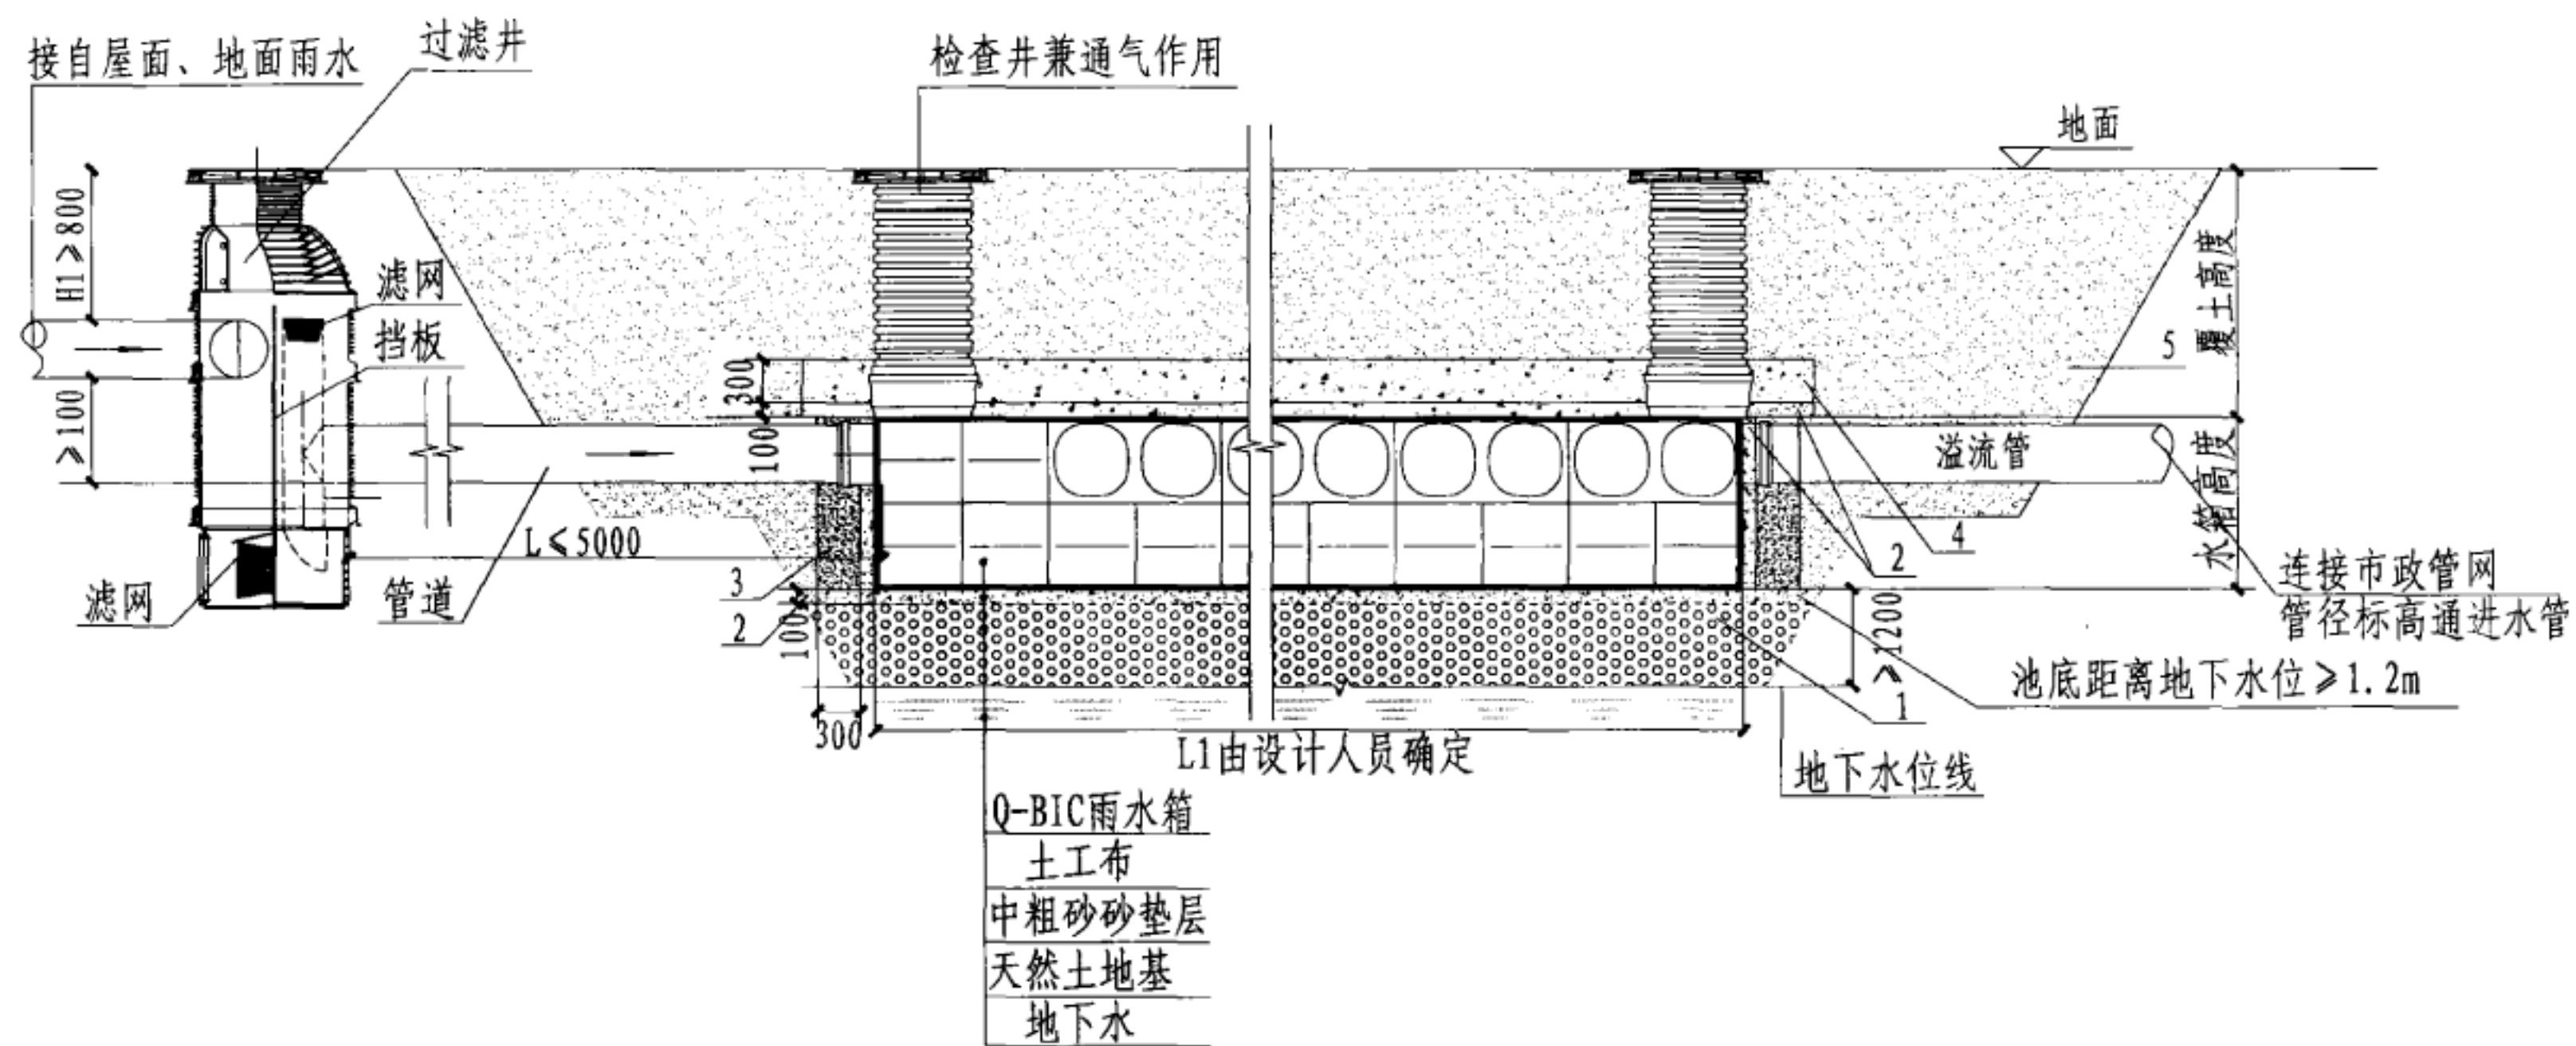 接自屋面、地面雨水
过滤井
检查井兼通气作用
地面
H1≥800
滤网
挡板
≥100
300
100
覆土高度
5
溢流管
水箱高度
L≤5000
滤网
管道
3
2
100
300
4
2
连接市政管网
管径标高通进水管
≥1200
池底距离地下水位≥1.2m
1
L1由设计人员确定
地下水位线
Q-BIC雨水箱
土工布
中粗砂砂垫层
天然土地基
地下水